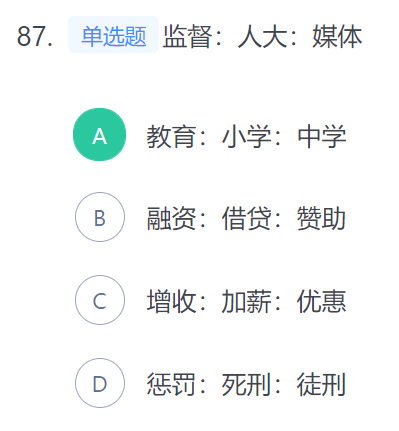 87. 单选题 监督：人大：媒体
A 教育：小学：中学
B 融资：借贷：赞助
C 增收：加薪：优惠
D 惩罚：死刑：徒刑